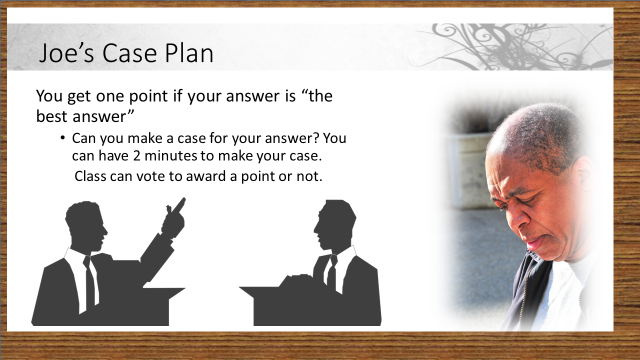 Joe’s Case Plan
You get one point if your answer is “the
best answer”
• Can you make a case for your answer? You
can have 2 minutes to make your case.
Class can vote to award a point or not.